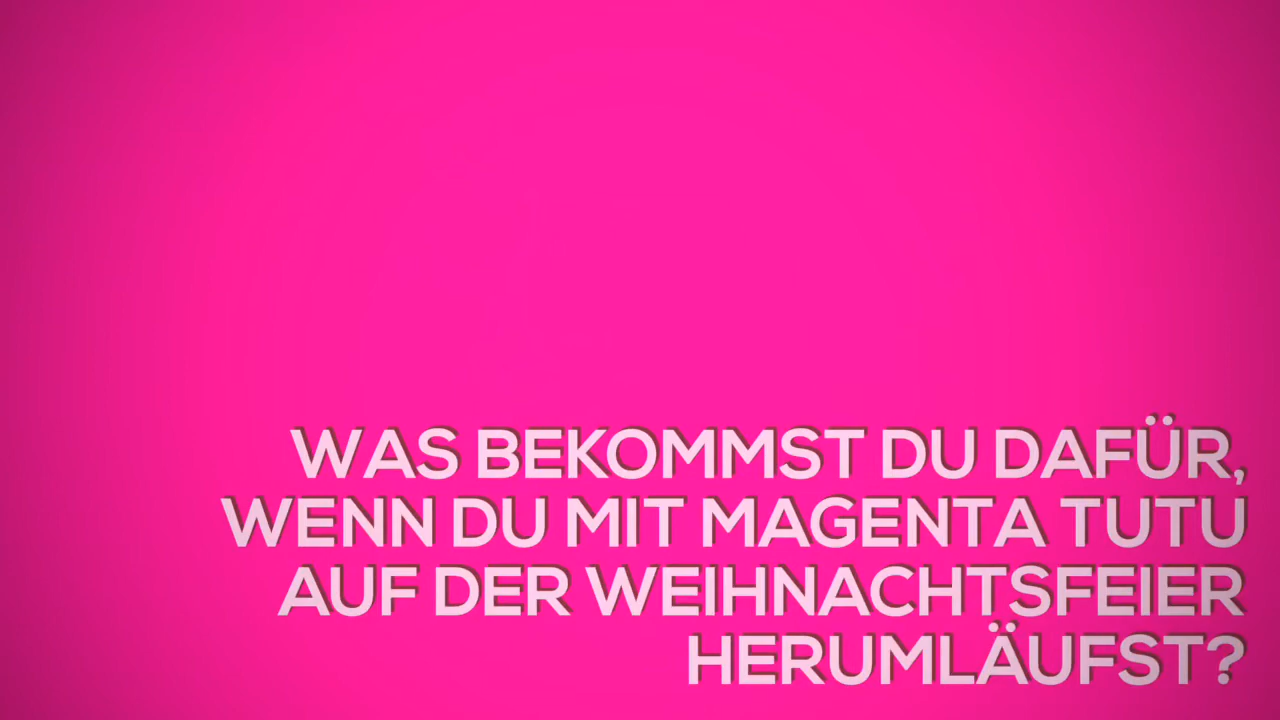 WAS BEKOMMST DU DAFÜR,
WENN DU MIT MAGENTA TUTU
AUF DER WEIHNACHTSFEIER
HERUMLÄUFST?